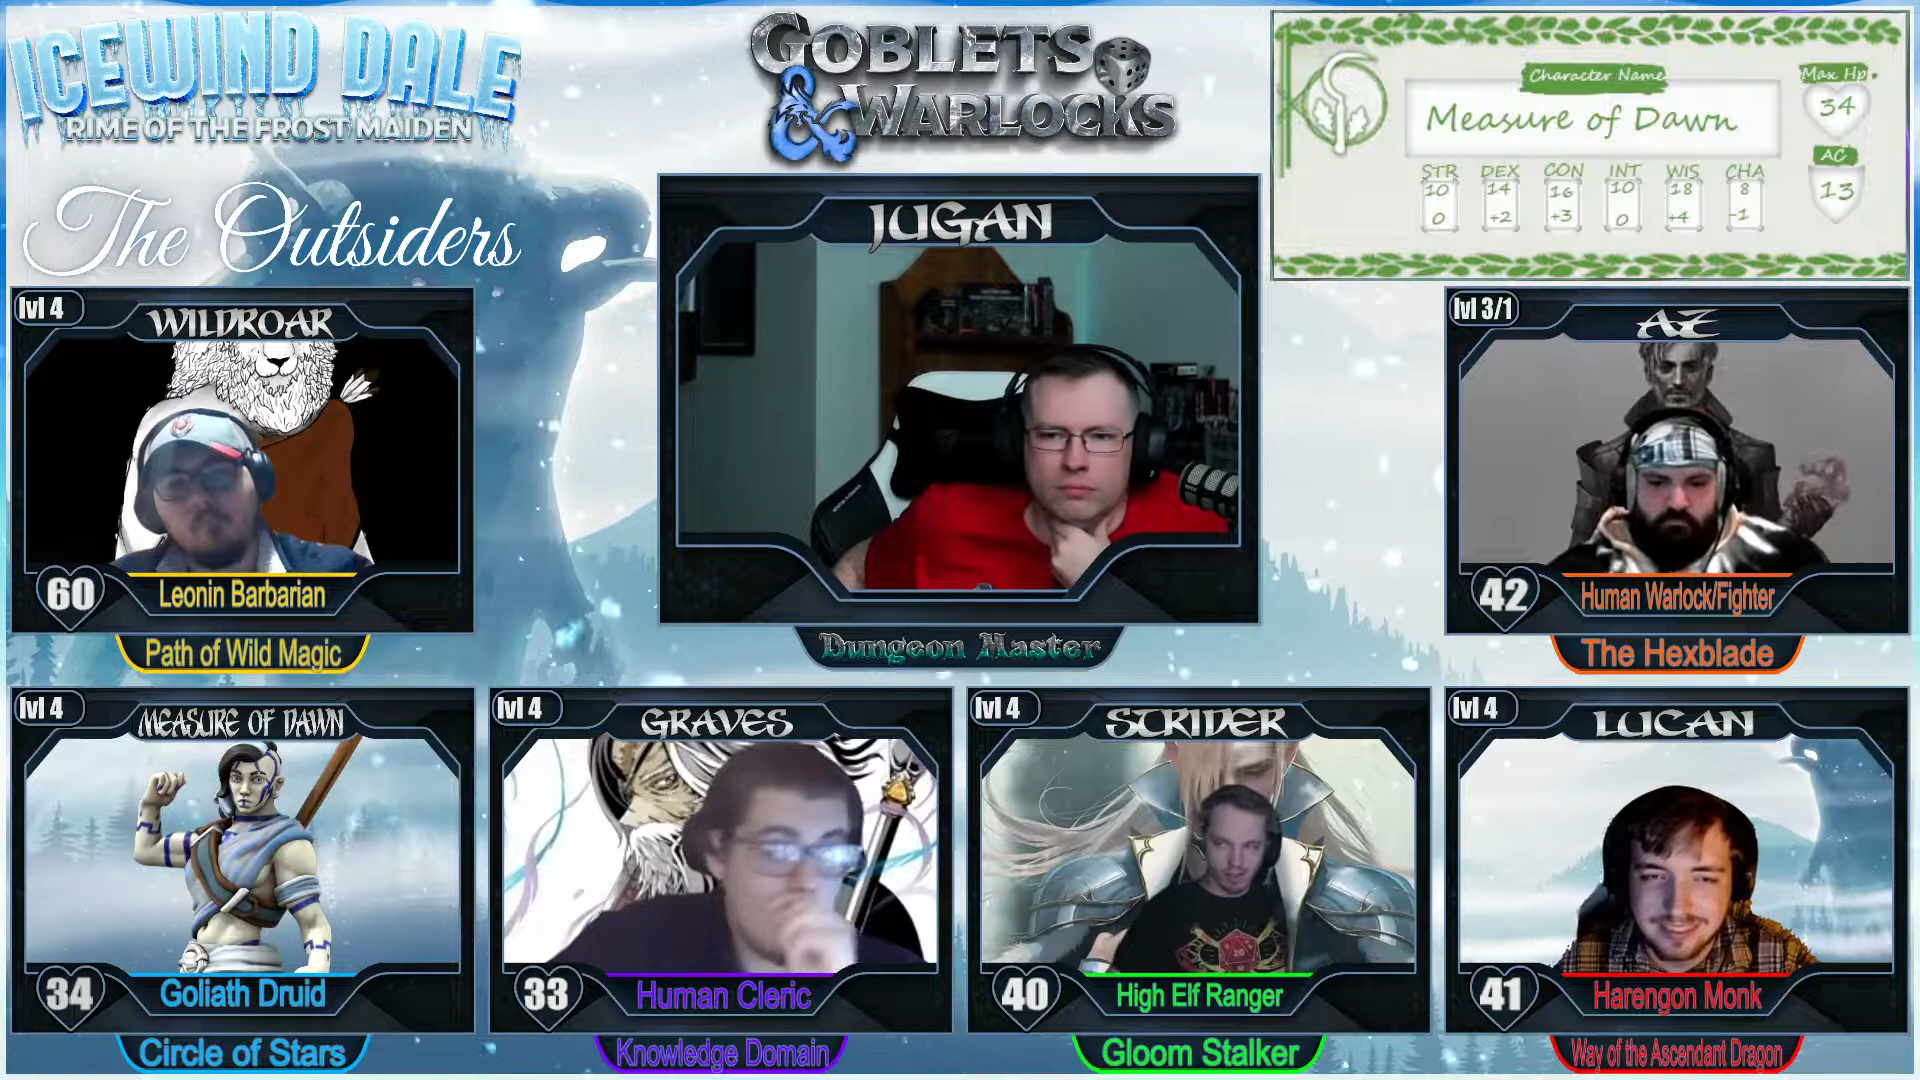 ICEWIND DALE
RIME OF THE FROST MAIDEN
The Outsiders
GOBLETS
& WARLOCKS
Character Name
Measure of Dawn
Max Hp.
34
AC
13
STR DEX CON INT WIS CHA
10 14 16 10 18 8
0 +2 +3 0 +4 -1
JUGAN
Dungeon Master
lvl 4
WILDROAR
60
Leonin Barbarian
Path of Wild Magic
lvl 3/1
AZ
42
Human Warlock/Fighter
The Hexblade
lvl 4
MEASURE OF DAWN
34
Goliath Druid
Circle of Stars
lvl 4
GRAVES
33
Human Cleric
Knowledge Domain
lvl 4
STRIDER
40
High Elf Ranger
Gloom Stalker
lvl 4
LUCAN
41
Harengon Monk
Way of the Ascendant Dragon